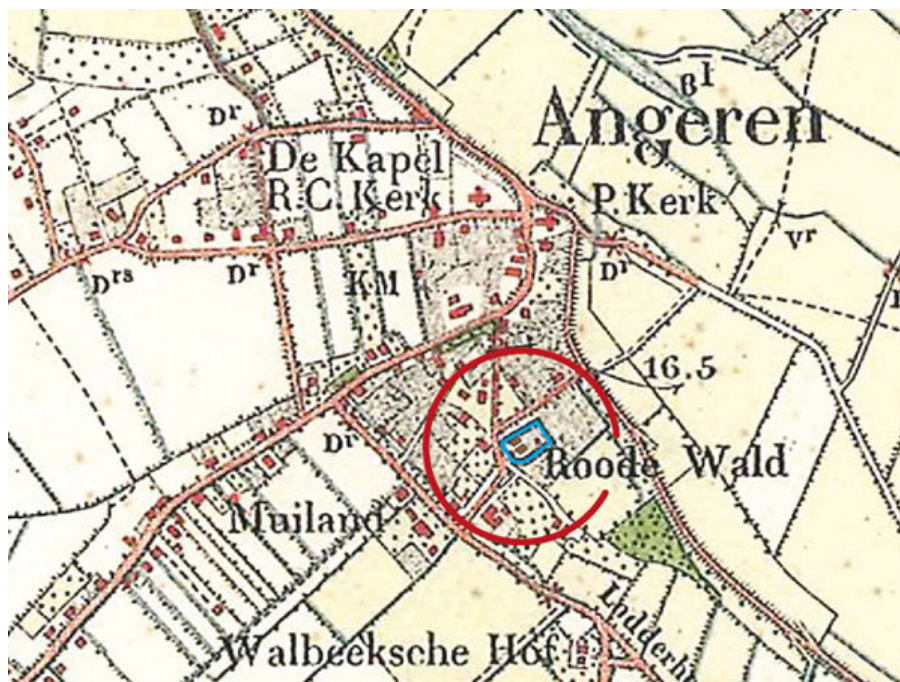 Bl
Dr
Angeren
De Kapel
R.C. Kerk
P. Kerk
Vr
Drs
Dr
KM
Dr
16.5
Dr
Roode Wald
Muiland
Walbeeksche Hof